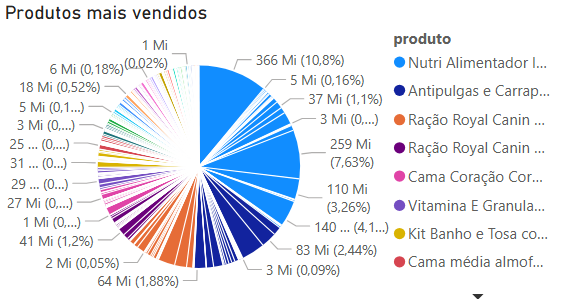 Produtos mais vendidos
1 Mi
(0,02%)
6 Mi (0,18%)
18 Mi (0,52%)
5 Mi (0,1...)
3 Mi (0,...)
25 ... (0,...)
31 ... (0...)
29 ... (0...)
27 Mi (0,...)
1 Mi (0,...)
41 Mi (1,2%)
2 Mi (0,05%)
64 Mi (1,88%)
366 Mi (10,8%)
5 Mi (0,16%)
37 Mi (1,1%)
3 Mi (0,...)
259 Mi
(7,63%)
110 Mi
(3,26%)
140 ... (4,1...)
83 Mi (2,44%)
3 Mi (0,09%)
produto
Nutri Alimentador I...
Antipulgas e Carrap...
Ração Royal Canin ...
Ração Royal Canin ...
Cama Coração Cor...
Vitamina E Granula...
Kit Banho e Tosa co...
Cama média almof...